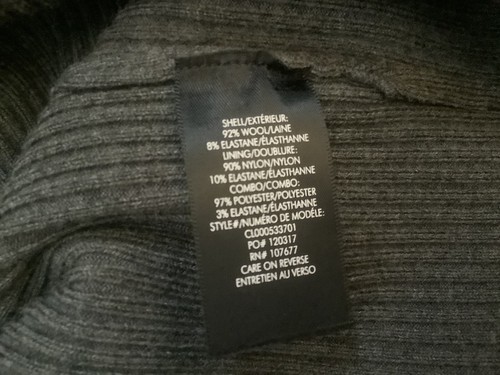 SHELL/EXTÉRIEUR:
92% WOOL/LAINE
8% ELASTANE/ÉLASTHANNE
LINING/DOUBLURE:
90% NYLON/NYLON
10% ELASTANE/ÉLASTHANNE
COMBO/COMBO:
97% POLYESTER/POLYESTER
3% ELASTANE/ÉLASTHANNE
STYLE#/NUMÉRO DE MODÈLE:
CL000533701
PO# 120317
RN# 107677
CARE ON REVERSE
ENTRETIEN AU VERSO